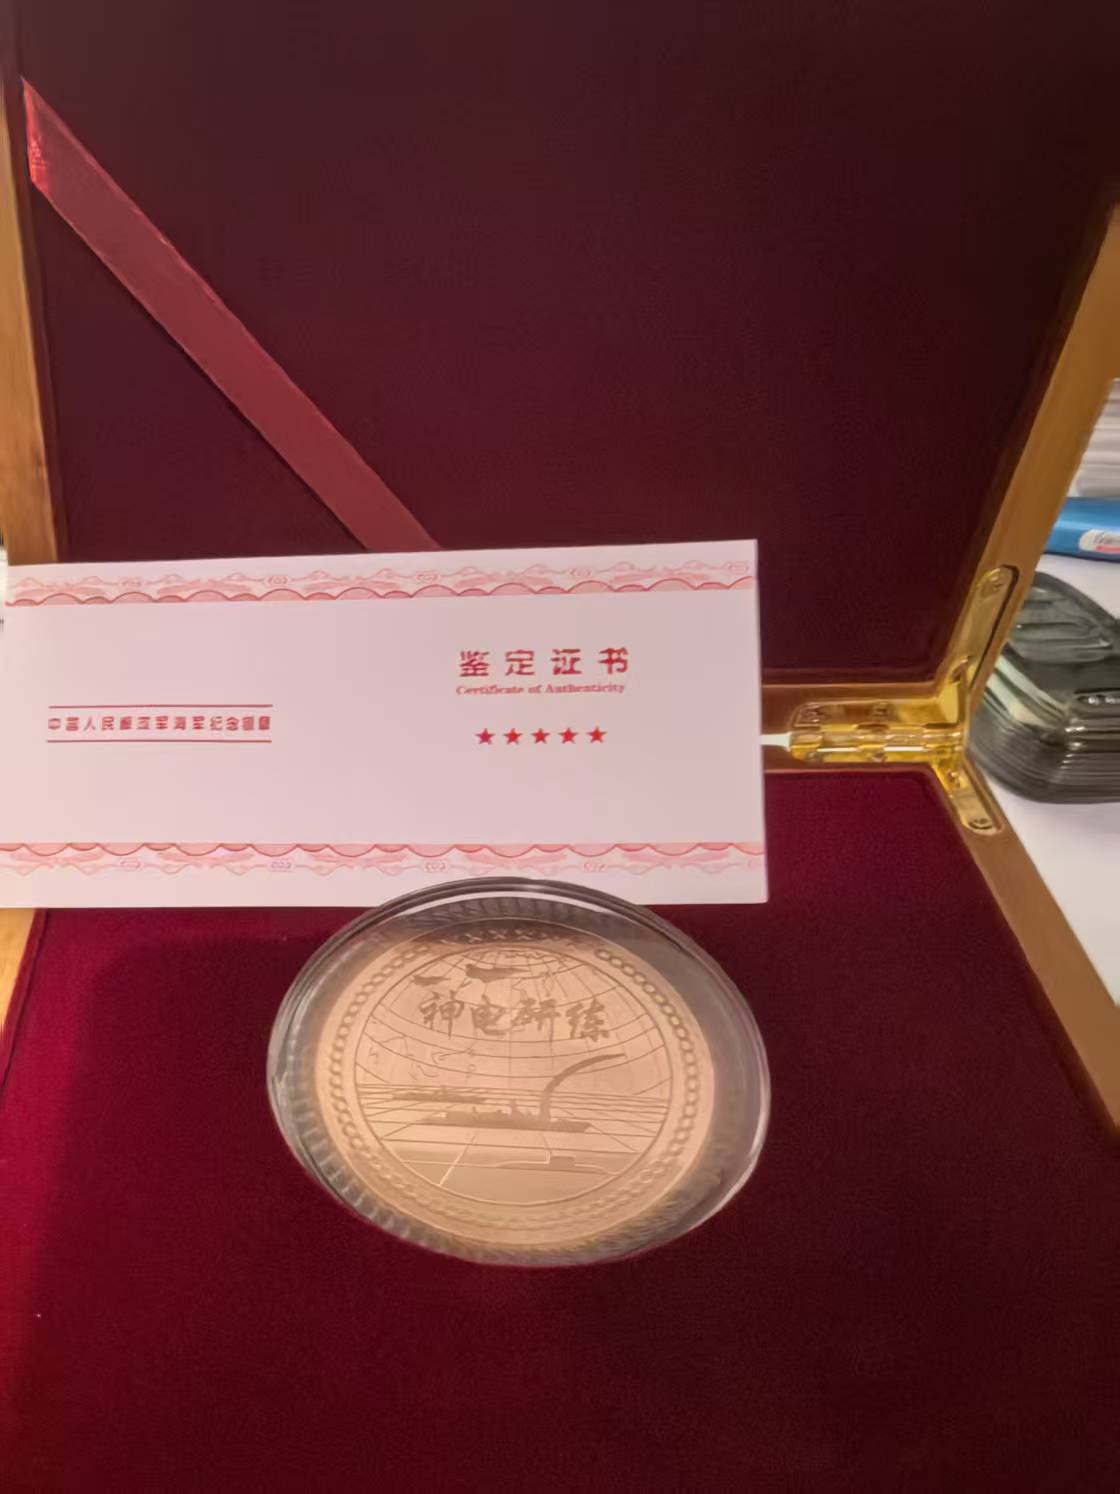 鉴定证书
Certificate of Authenticity
中国人民解放军海军纪念银章
神电研练